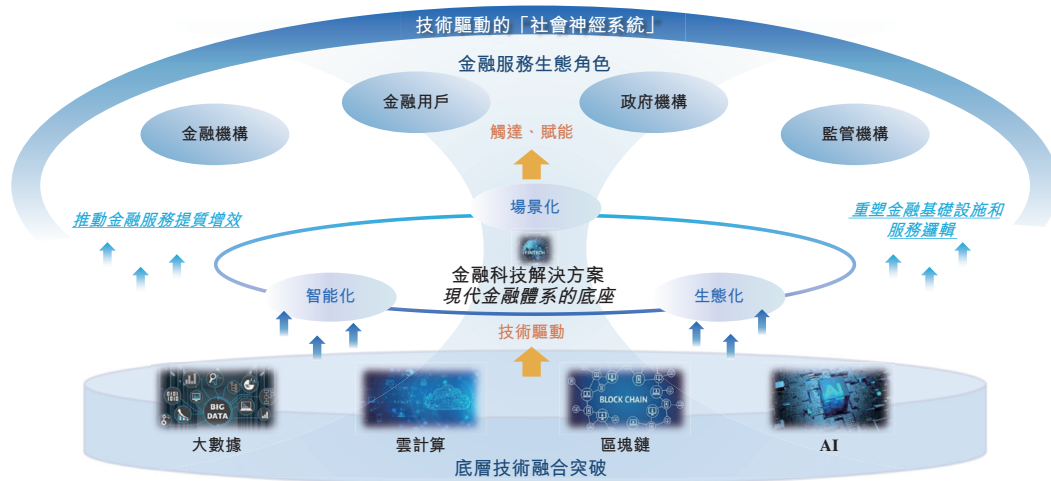 技術驅動的「社會神經系統」
金融服務生態角色
金融用戶
政府機構
金融機構
監管機構
觸達、賦能
場景化
推動金融服務提質增效
重塑金融基礎設施和
服務邏輯
FINTECH
金融科技解決方案
現代金融體系的底座
智能化
生態化
技術驅動
BIG
DATA
BLOCK CHAIN
大數據
雲計算
區塊鏈
AI
底層技術融合突破